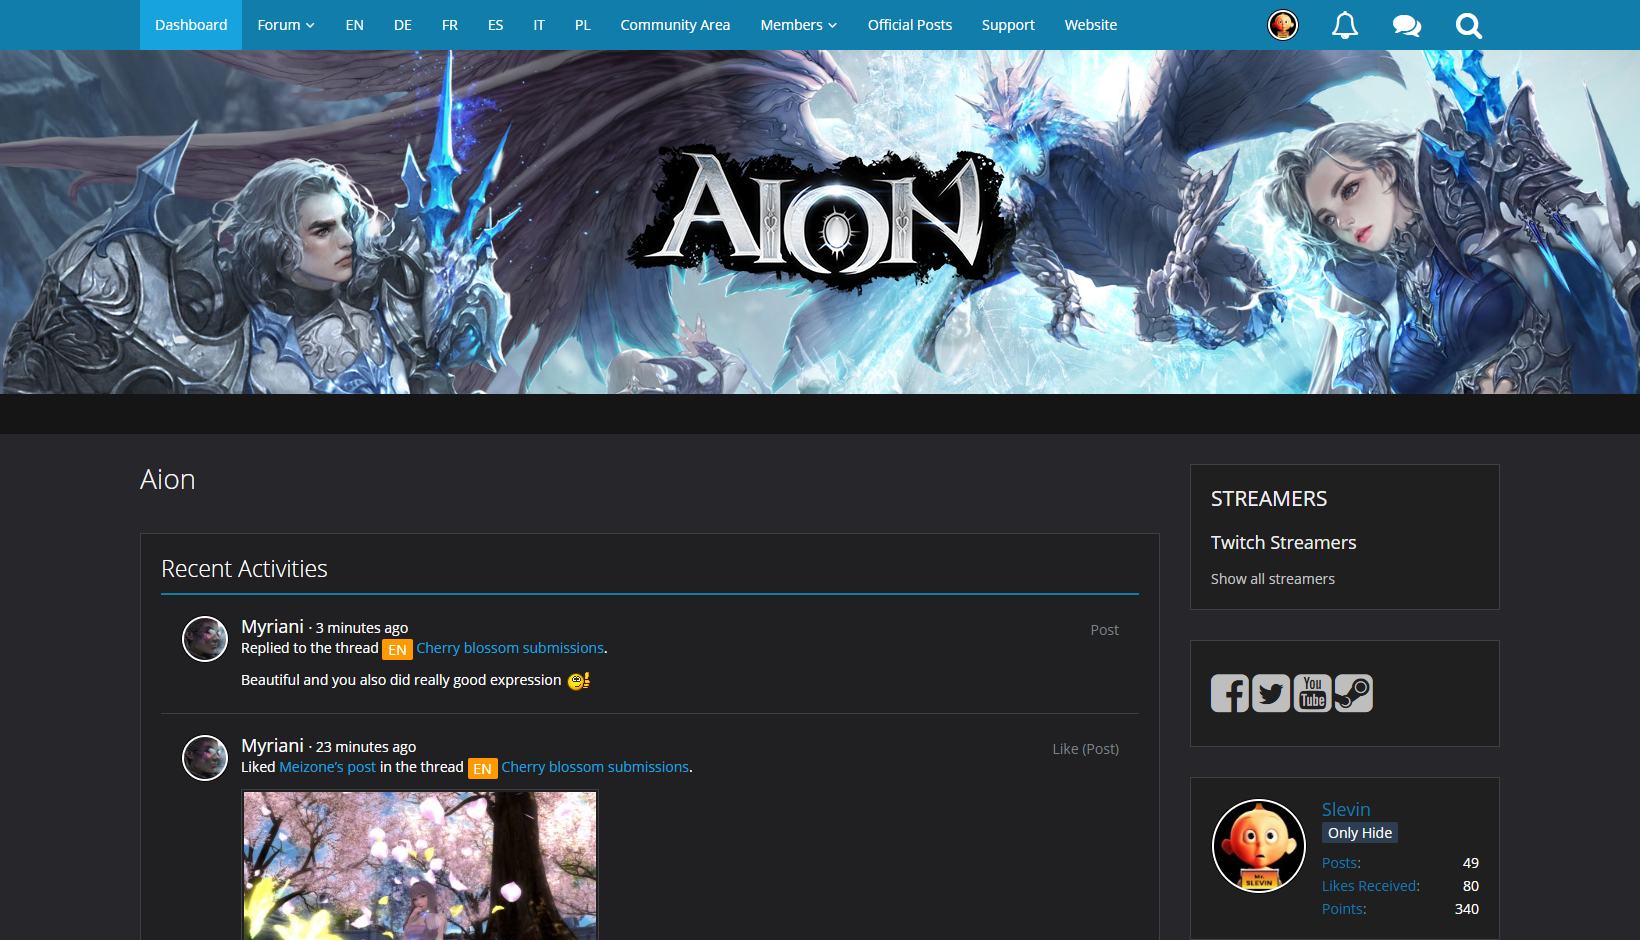 Dashboard Forum EN DE FR ES IT PL Community Area Members Official Posts Support Website
AION
Aion
Recent Activities
Myriani · 3 minutes ago
Post
Replied to the thread EN Cherry blossom submissions.
Beautiful and you also did really good expression
Myriani · 23 minutes ago
Like (Post)
Liked Meizone's post in the thread EN Cherry blossom submissions.
STREAMERS
Twitch Streamers
Show all streamers
You
Tube
Mr.
SLEVIN
Slevin
Only Hide
Posts: 49
Likes Received: 80
Points: 340